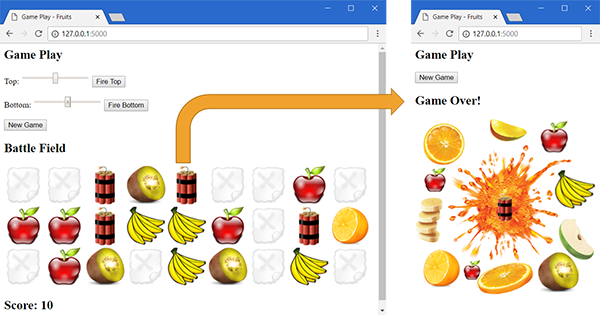 Game Play - Fruits
127.0.0.1:5000
Game Play
Top:
Fire Top
Bottom:
Fire Bottom
New Game
Battle Field
Score: 10
Game Play - Fruits
127.0.0.1:5000
Game Play
New Game
Game Over!